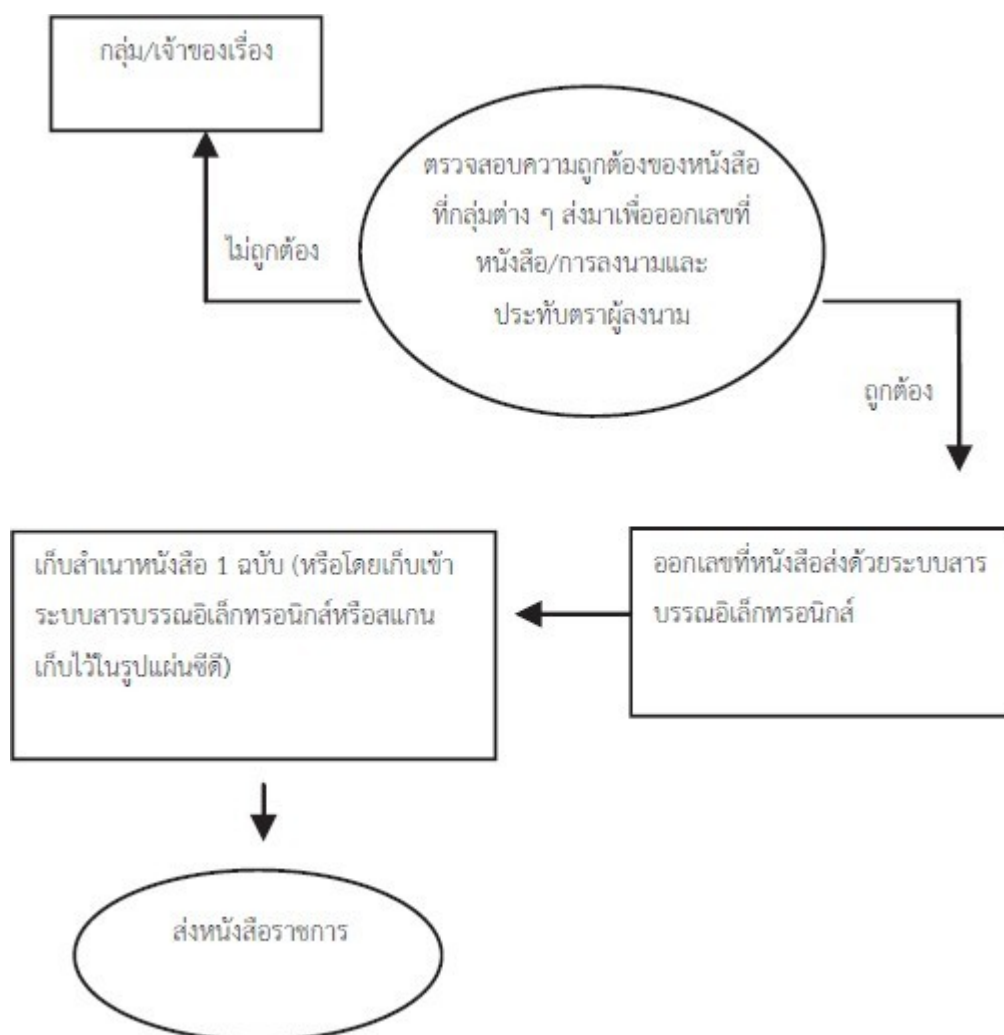 กลุ่ม/เจ้าของเรื่อง
ตรวจสอบความถูกต้องของหนังสือ
ที่กลุ่มต่าง ๆ ส่งมาเพื่อออกเลขที่
หนังสือ/การลงนามและ
ประทับตราผู้ลงนาม
ไม่ถูกต้อง
ถูกต้อง
ออกเลขที่หนังสือส่งด้วยระบบสาร
บรรณอิเล็กทรอนิกส์
เก็บสำเนาหนังสือ 1 ฉบับ (หรือโดยเก็บเข้า
ระบบสารบรรณอิเล็กทรอนิกส์หรือสแกน
เก็บไว้ในรูปแผ่นซีดี)
ส่งหนังสือราชการ